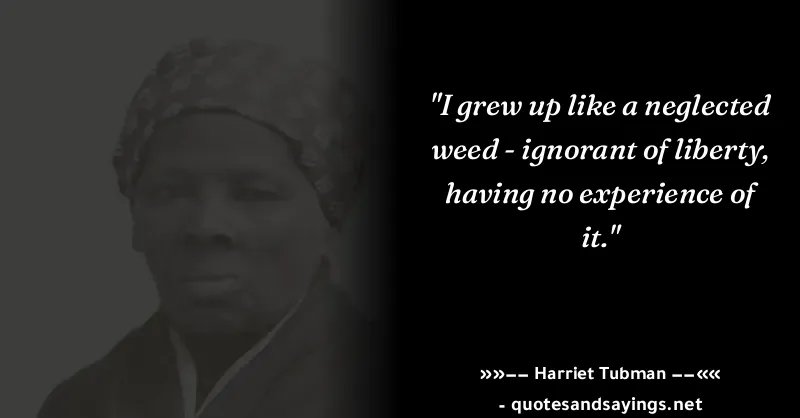 "I grew up like a neglected
weed - ignorant of liberty,
having no experience of
it."
»»–– Harriet Tubman ––««
- quotesandsayings.net